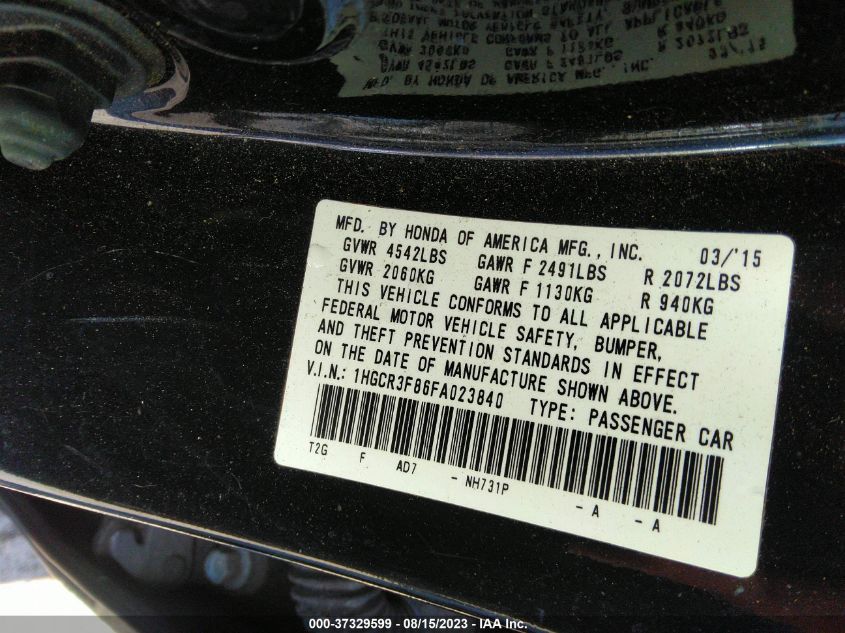 MFD. BY HONDA OF AMERICA MFG., INC. 03/'15
GVWR 4542LBS GAWR F 2491LBS R 2072LBS
GVWR 2060KG GAWR F 1130KG R 940KG
THIS VEHICLE CONFORMS TO ALL APPLICABLE
FEDERAL MOTOR VEHICLE SAFETY, BUMPER,
AND THEFT PREVENTION STANDARDS IN EFFECT
ON THE DATE OF MANUFACTURE SHOWN ABOVE.
V.I.N.: 1HGCR3F86FA023840 TYPE: PASSENGER CAR
T2G F AD7 - NH731P - A - A
000-37329599 - 08/15/2023 - IAA Inc.